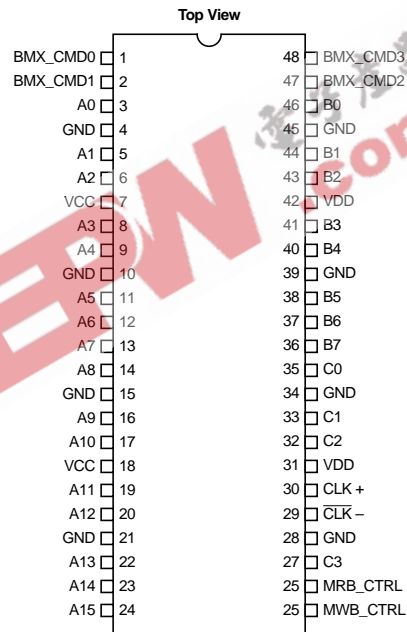 Top View
BMX_CMD0 1 48 BMX_CMD3
BMX_CMD1 2 47 BMX_CMD2
A0 3 46 B0
GND 4 45 GND
A1 5 44 B1
A2 6 43 B2
VCC 7 42 VDD
A3 8 41 B3
A4 9 40 B4
GND 10 39 GND
A5 11 38 B5
A6 12 37 B6
A7 13 36 B7
A8 14 35 C0
GND 15 34 GND
A9 16 33 C1
A10 17 32 C2
VCC 18 31 VDD
A11 19 30 CLK +
A12 20 29 CLK –
GND 21 28 GND
A13 22 27 C3
A14 23 25 MRB_CTRL
A15 24 25 MWB_CTRL
EPW
.com